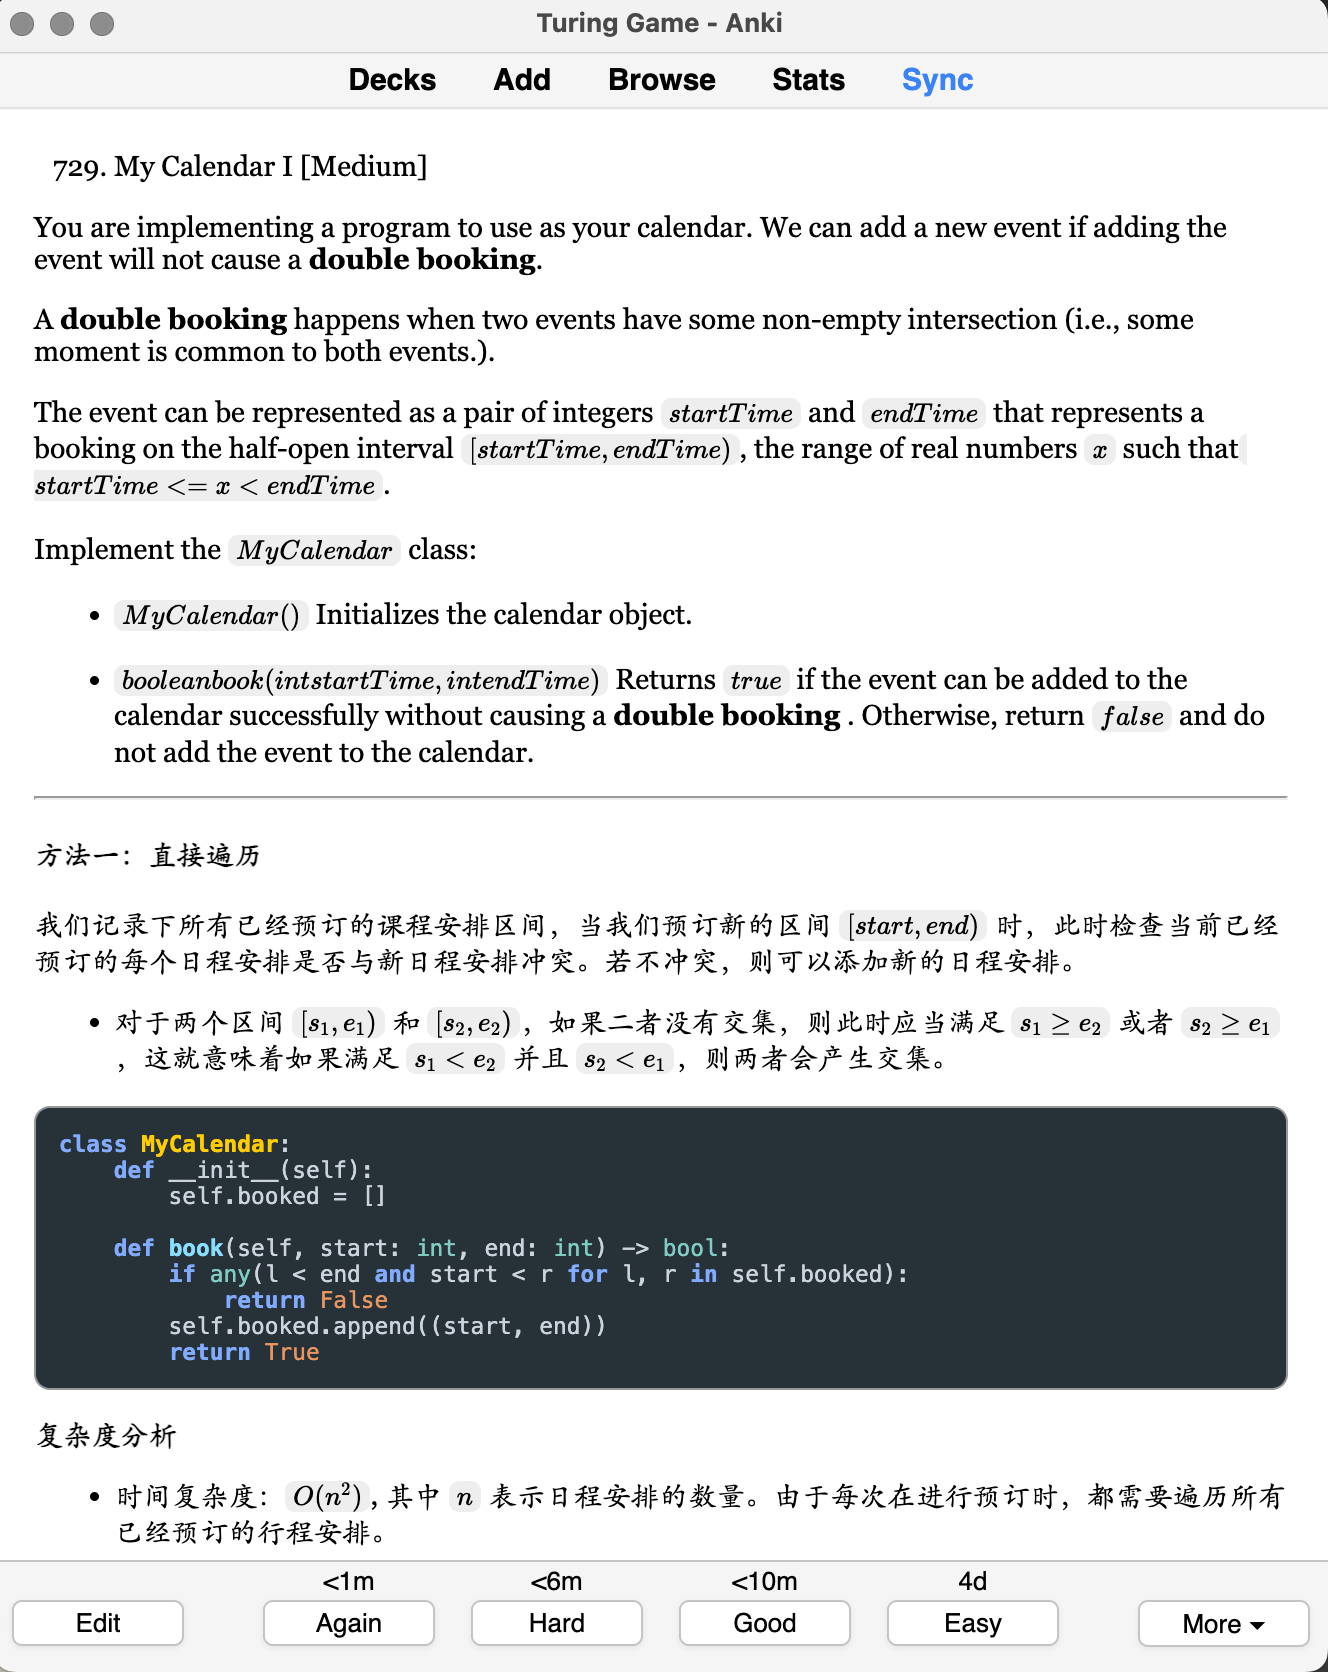 Turing Game - Anki
Decks Add Browse Stats Sync
729. My Calendar I [Medium]
You are implementing a program to use as your calendar. We can add a new event if adding the
event will not cause a double booking.
A double booking happens when two events have some non-empty intersection (i.e., some
moment is common to both events.).
The event can be represented as a pair of integers startTime and endTime that represents a
booking on the half-open interval [startTime, endTime), the range of real numbers x such that
startTime <= x < endTime.
Implement the MyCalendar class:
• MyCalendar() Initializes the calendar object.
• booleanbook(intstartTime, intendTime) Returns true if the event can be added to the
calendar successfully without causing a double booking . Otherwise, return false and do
not add the event to the calendar.
方法一：直接遍历
我们记录下所有已经预订的课程安排区间，当我们预订新的区间 [start, end) 时，此时检查当前已经
预订的每个日程安排是否与新日程安排冲突。若不冲突，则可以添加新的日程安排。
• 对于两个区间 [s₁, e₁) 和 [s₂, e₂)，如果二者没有交集，则此时应当满足 s₁ ≥ e₂ 或者 s₂ ≥ e₁
，这就意味着如果满足 s₁ < e₂ 并且 s₂ < e₁，则两者会产生交集。
class MyCalendar:
    def __init__(self):
        self.booked = []
    def book(self, start: int, end: int) -> bool:
        if any(l < end and start < r for l, r in self.booked):
            return False
        self.booked.append((start, end))
        return True
复杂度分析
• 时间复杂度：O(n²)，其中 n 表示日程安排的数量。由于每次在进行预订时，都需要遍历所有
已经预订的行程安排。
<1m <6m <10m 4d
Edit Again Hard Good Easy More